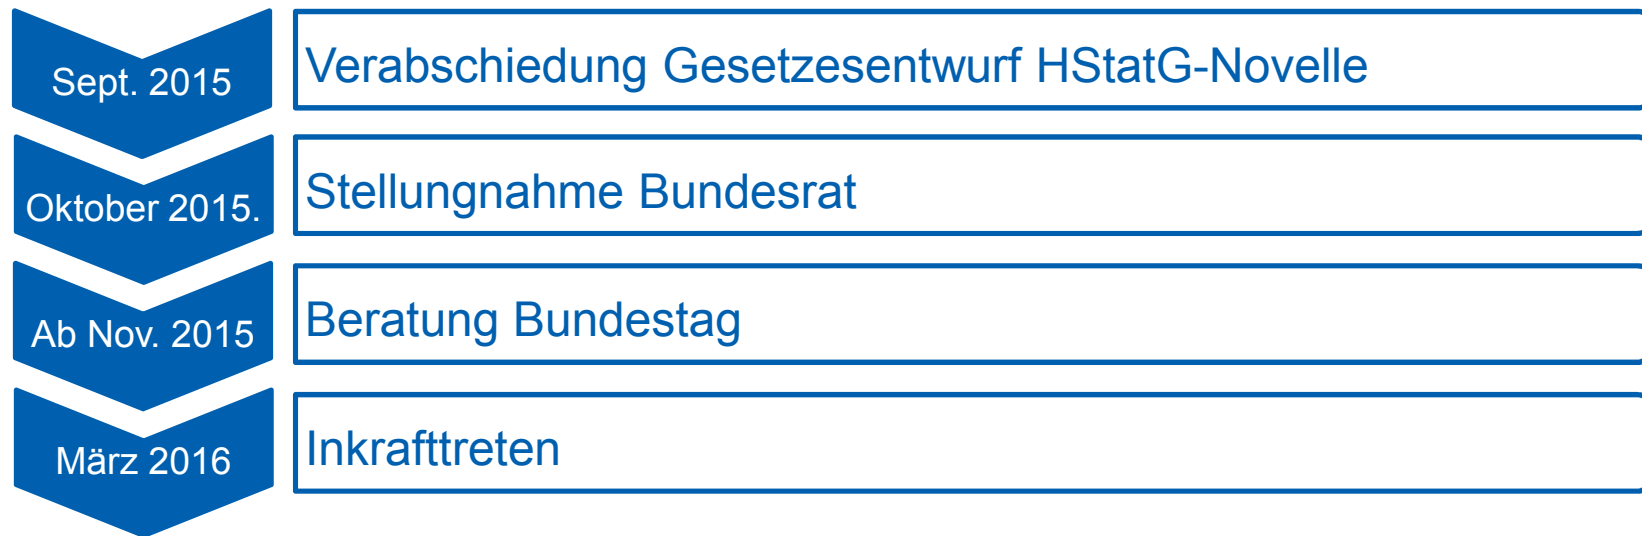 Sept. 2015
Verabschiedung Gesetzesentwurf HStatG-Novelle
Oktober 2015.
Stellungnahme Bundesrat
Ab Nov. 2015
Beratung Bundestag
März 2016
Inkrafttreten